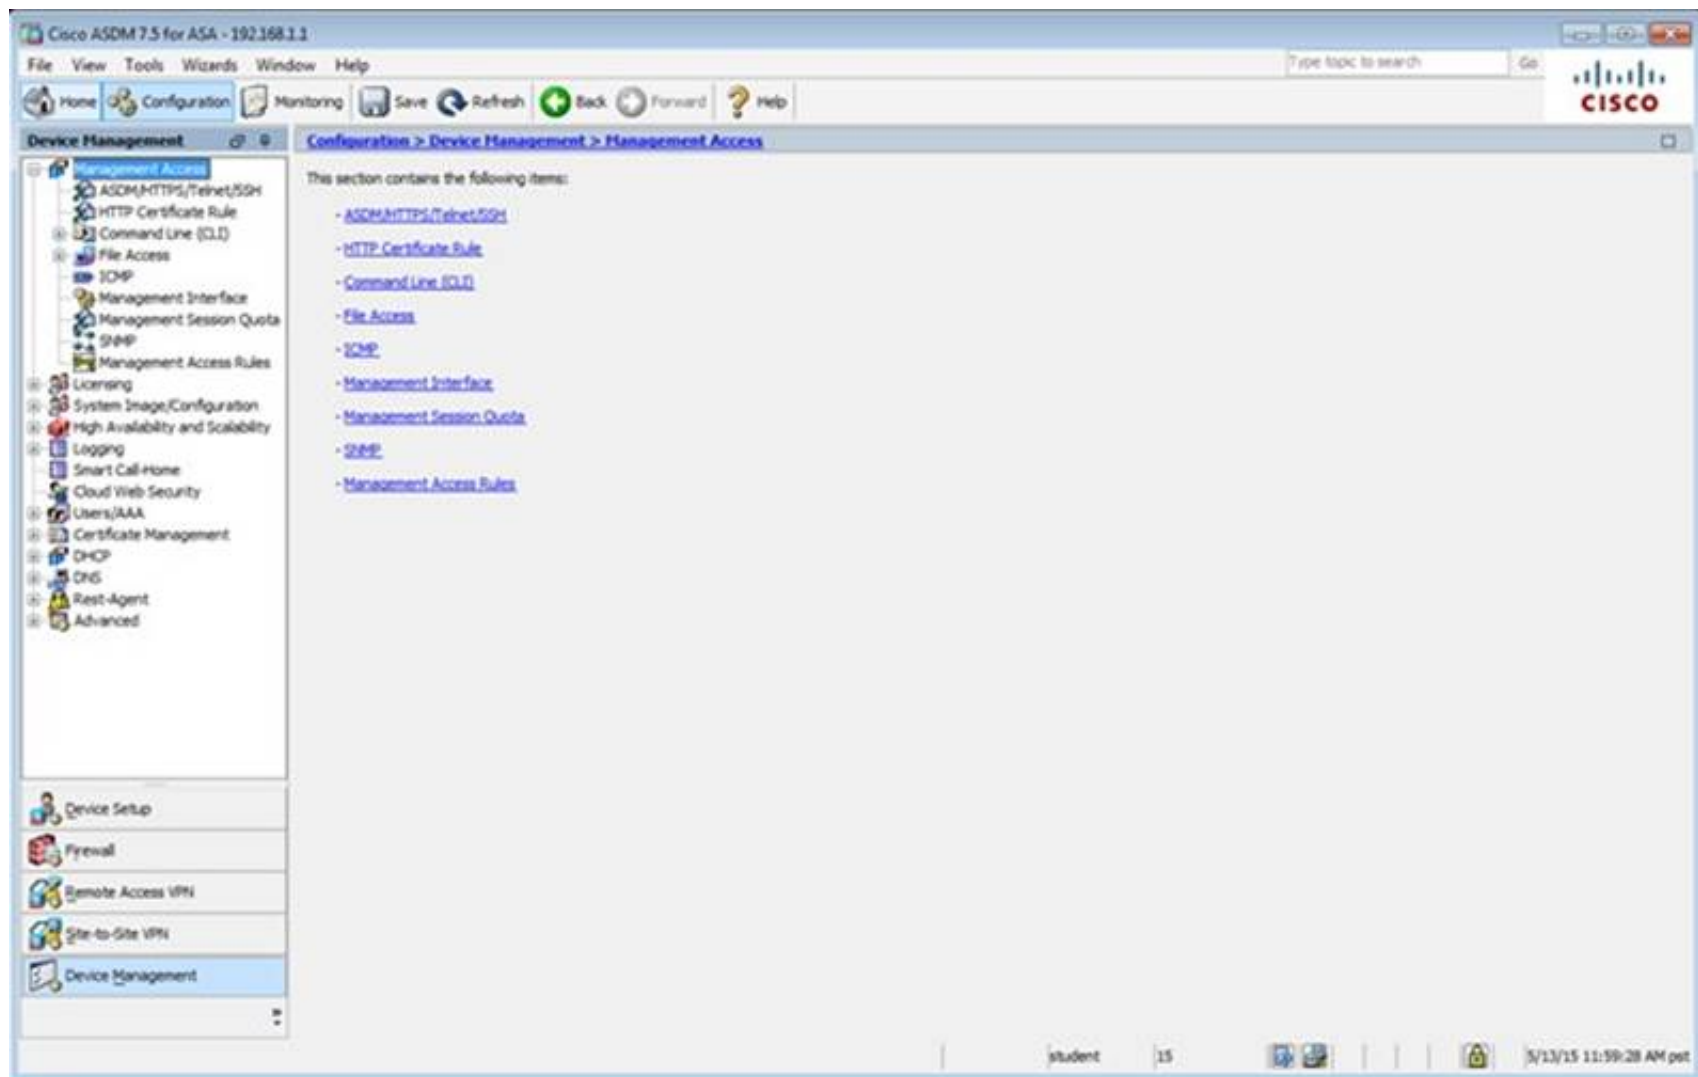 Cisco ASDM 7.5 for ASA - 192.168.1.1
File View Tools Wizards Window Help
Type topic to search Go
Home Configuration Monitoring Save Refresh Back Forward Help
CISCO
Device Management
Configuration > Device Management > Management Access
Management Access
ASDM/HTTPS/Telnet/SSH
HTTP Certificate Rule
Command Line (CLI)
File Access
ICMP
Management Interface
Management Session Quota
SNMP
Management Access Rules
Licensing
System Image/Configuration
High Availability and Scalability
Logging
Smart Call-Home
Cloud Web Security
Users/AAA
Certificate Management
DHCP
DNS
Rest-Agent
Advanced
This section contains the following items:
- ASDM/HTTPS/Telnet/SSH
- HTTP Certificate Rule
- Command Line (CLI)
- File Access
- ICMP
- Management Interface
- Management Session Quota
- SNMP
- Management Access Rules
Device Setup
Firewall
Remote Access VPN
Site-to-Site VPN
Device Management
student 15 5/13/15 11:59:28 AM pst